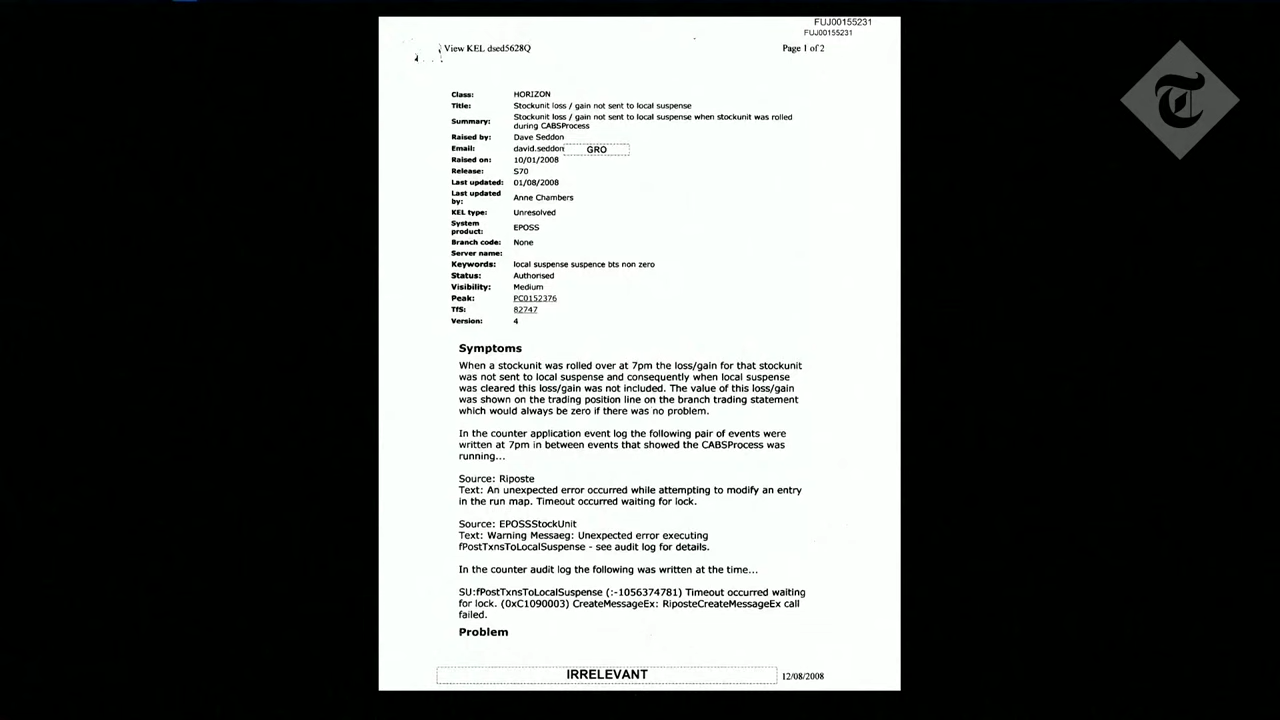 FUJ00155231
FUJ00155231
View KEL dsed5628Q
Page 1 of 2
Class: HORIZON
Title: Stockunit loss / gain not sent to local suspense
Summary: Stockunit loss / gain not sent to local suspense when stockunit was rolled
during CABSProcess
Raised by: Dave Seddon
Email: david.seddon GRO
Raised on: 10/01/2008
Release: S70
Last updated: 01/08/2008
Last updated
by: Anne Chambers
KEL type: Unresolved
System
product: EPOSS
Branch code: None
Server name:
Keywords: local suspense suspence bts non zero
Status: Authorised
Visibility: Medium
Peak: PC0152376
TfS: 82747
Version: 4
Symptoms
When a stockunit was rolled over at 7pm the loss/gain for that stockunit
was not sent to local suspense and consequently when local suspense
was cleared this loss/gain was not included. The value of this loss/gain
was shown on the trading position line on the branch trading statement
which would always be zero if there was no problem.
In the counter application event log the following pair of events were
written at 7pm in between events that showed the CABSProcess was
running...
Source: Riposte
Text: An unexpected error occurred while attempting to modify an entry
in the run map. Timeout occurred waiting for lock.
Source: EPOSSStockUnit
Text: Warning Messaeg: Unexpected error executing
fPostTxnsToLocalSuspense - see audit log for details.
In the counter audit log the following was written at the time...
SU:fPostTxnsToLocalSuspense (:-1056374781) Timeout occurred waiting
for lock. (0xC1090003) CreateMessageEx: RiposteCreateMessageEx call
failed.
Problem
IRRELEVANT
12/08/2008